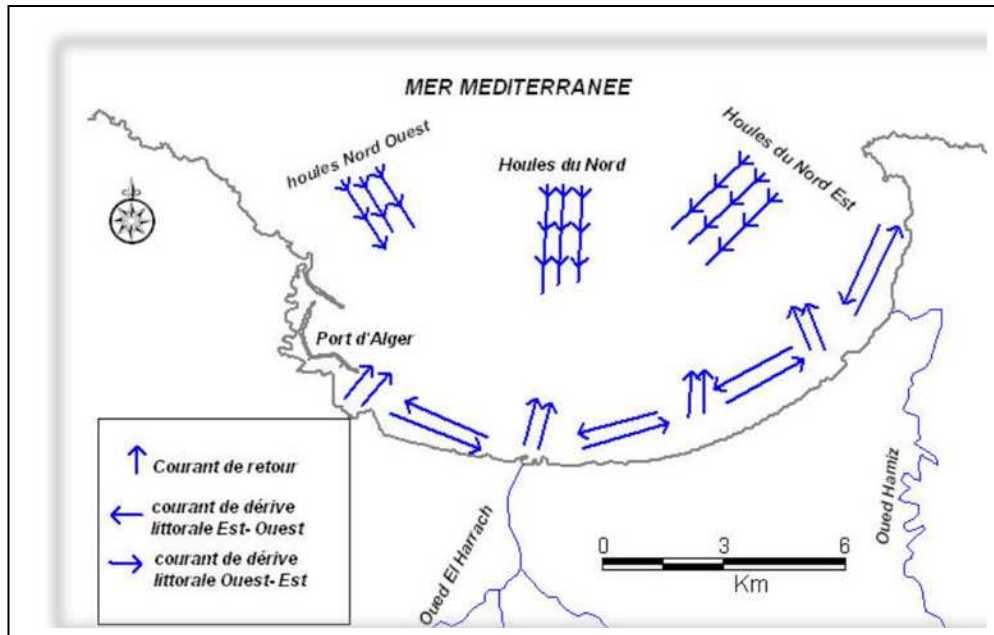 MER MEDITERRANEE
houles Nord Ouest
Houles du Nord
Houles du Nord Est
Port d'Alger
Courant de retour
courant de dérive
littorale Est- Ouest
courant de dérive
littorale Ouest- Est
Oued El Harrach
Oued Hamiz
0 3 6
Km